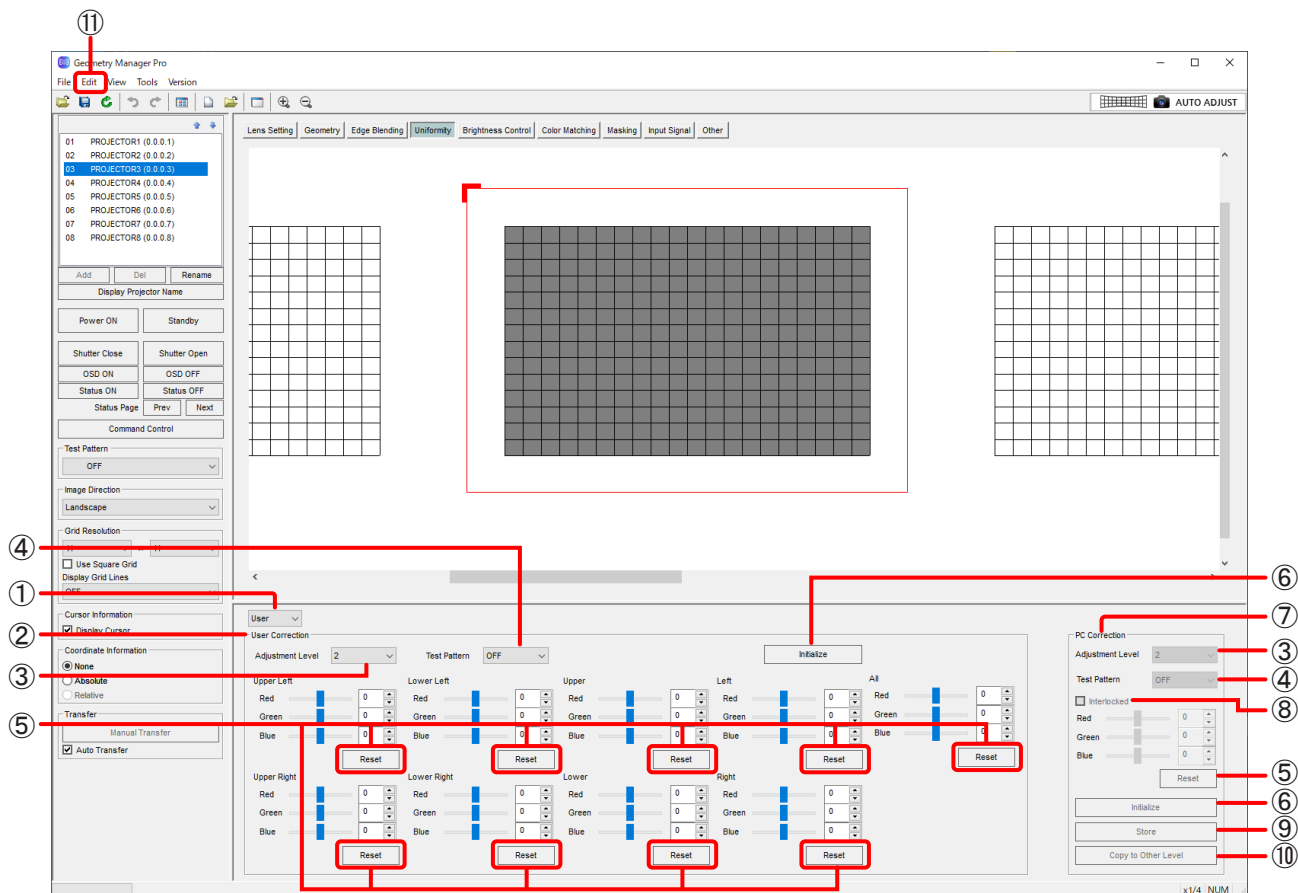 ⑪
Geometry Manager Pro
File Edit View Tools Version
AUTO ADJUST
01 PROJECTOR1 (0.0.0.1)
02 PROJECTOR2 (0.0.0.2)
03 PROJECTOR3 (0.0.0.3)
04 PROJECTOR4 (0.0.0.4)
05 PROJECTOR5 (0.0.0.5)
06 PROJECTOR6 (0.0.0.6)
07 PROJECTOR7 (0.0.0.7)
08 PROJECTOR8 (0.0.0.8)
Add Del Rename
Display Projector Name
Power ON Standby
Shutter Close Shutter Open
OSD ON OSD OFF
Status ON Status OFF
Status Page Prev Next
Command Control
Test Pattern
OFF
Image Direction
Landscape
Grid Resolution
Use Square Grid
Display Grid Lines
OFF
Cursor Information
Display Cursor
Coordinate Information
None
Absolute
Relative
Transfer
Manual Transfer
Auto Transfer
Lens Setting Geometry Edge Blending Uniformity Brightness Control Color Matching Masking Input Signal Other
④
①
②
③
⑤
④
User
User Correction
Adjustment Level 2 Test Pattern OFF Initialize
Upper Left Lower Left Upper Left All
Red 0 Red 0 Red 0 Red 0 Red 0
Green 0 Green 0 Green 0 Green 0 Green 0
Blue 0 Blue 0 Blue 0 Blue 0 Blue 0
Reset Reset Reset Reset Reset
Upper Right Lower Right Lower Right
Red 0 Red 0 Red 0 Red 0
Green 0 Green 0 Green 0 Green 0
Blue 0 Blue 0 Blue 0 Blue 0
Reset Reset Reset Reset
PC Correction
Adjustment Level 2
Test Pattern OFF
Interlocked
Red 0
Green 0
Blue 0
Reset
Initialize
Store
Copy to Other Level
⑥
⑦
③
④
⑧
⑤
⑥
⑨
⑩
x1/4 NUM